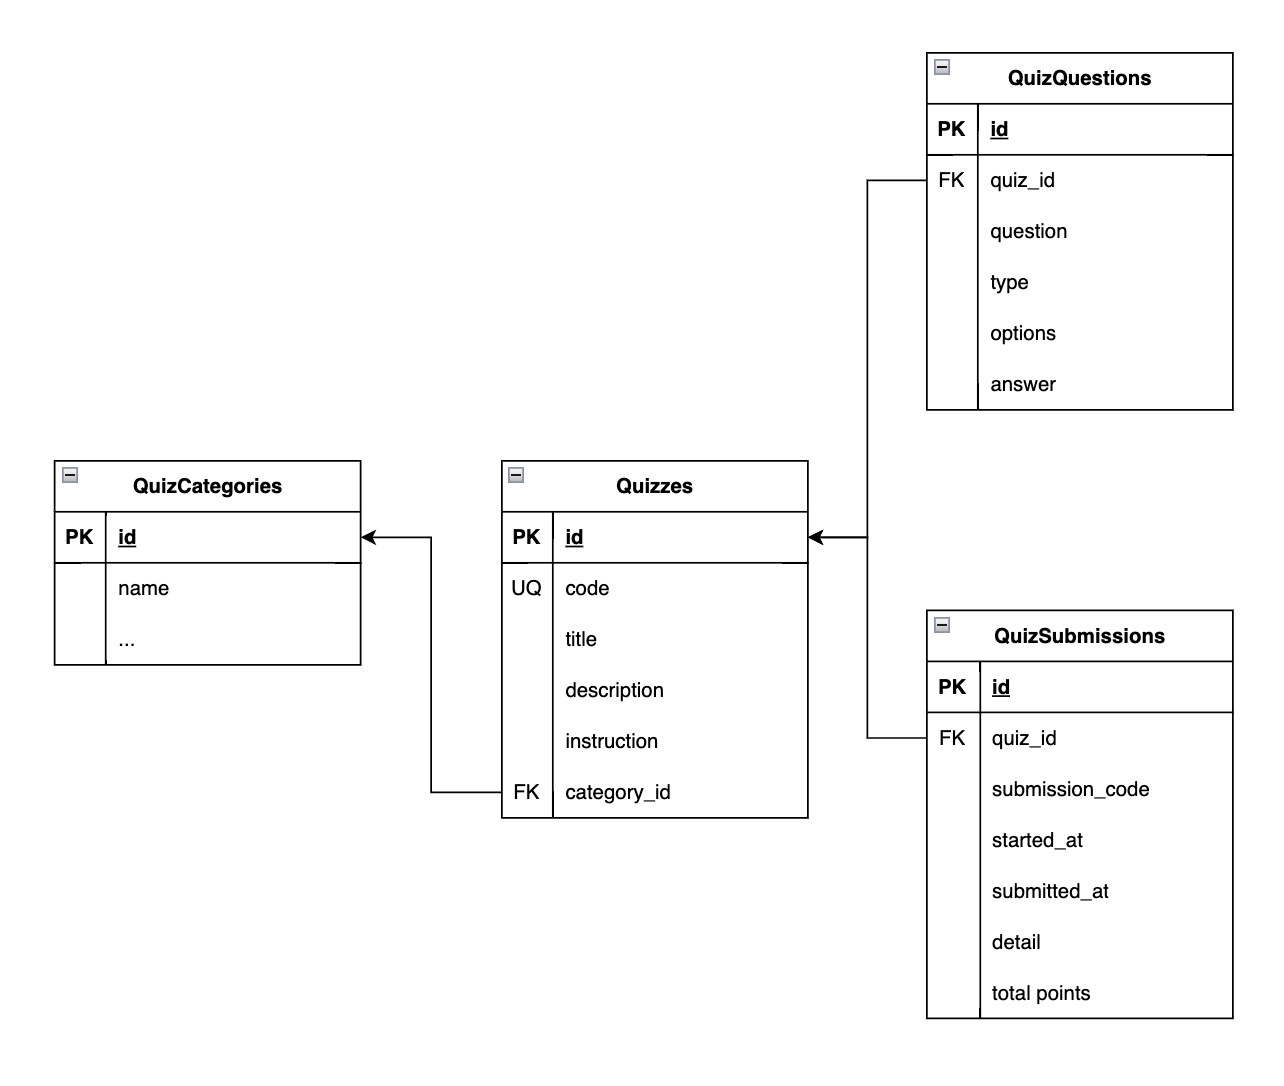 QuizQuestions
PK id
FK quiz_id
question
type
options
answer
QuizCategories
PK id
name
...
Quizzes
PK id
UQ code
title
description
instruction
FK category_id
QuizSubmissions
PK id
FK quiz_id
submission_code
started_at
submitted_at
detail
total points